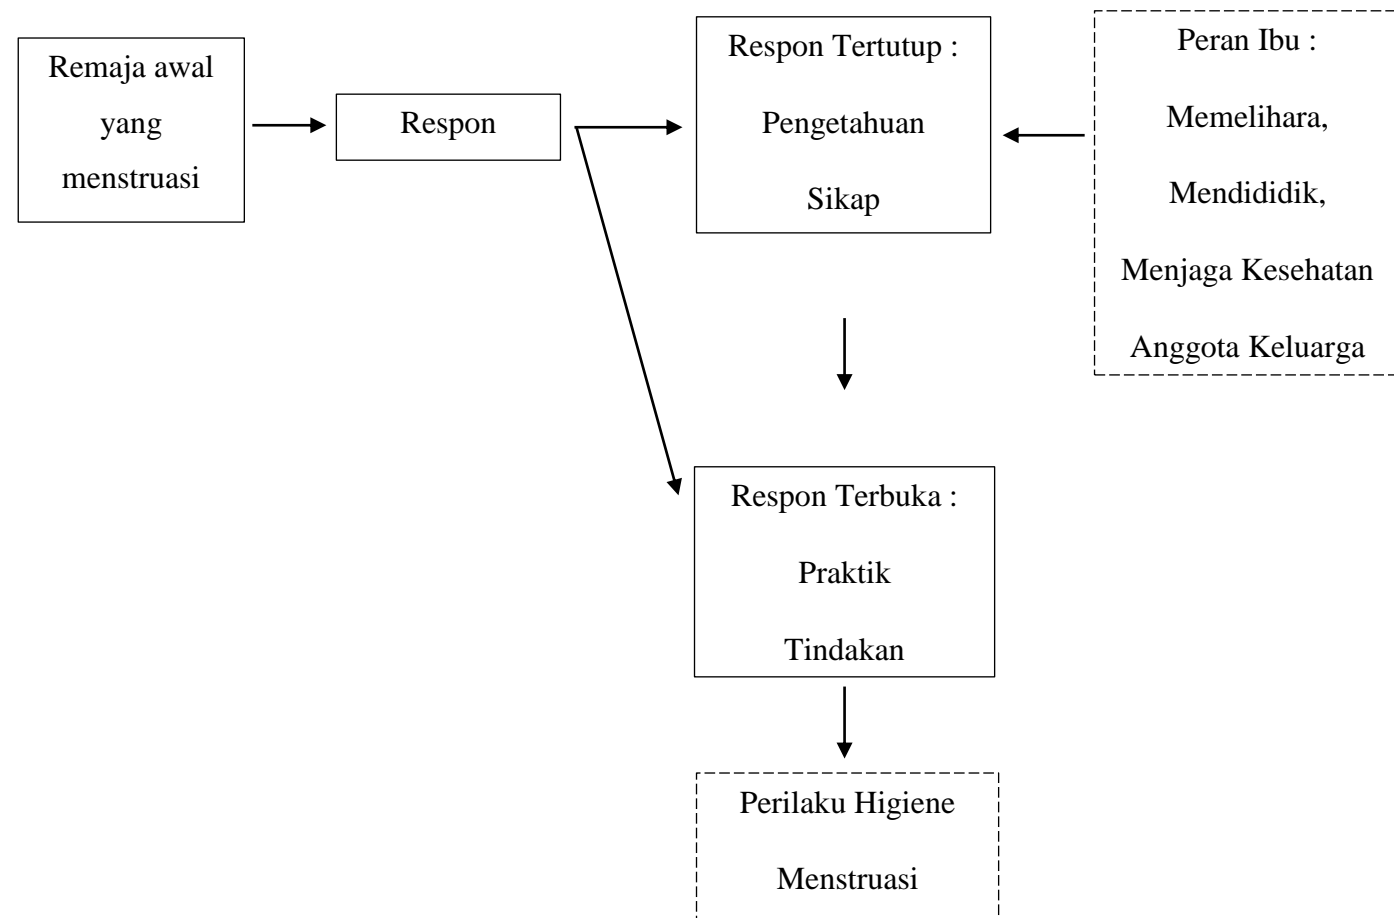 Remaja awal
yang
menstruasi
Respon
Respon Tertutup :
Pengetahuan
Sikap
Peran Ibu :
Memelihara,
Mendididik,
Menjaga Kesehatan
Anggota Keluarga
Respon Terbuka :
Praktik
Tindakan
Perilaku Higiene
Menstruasi